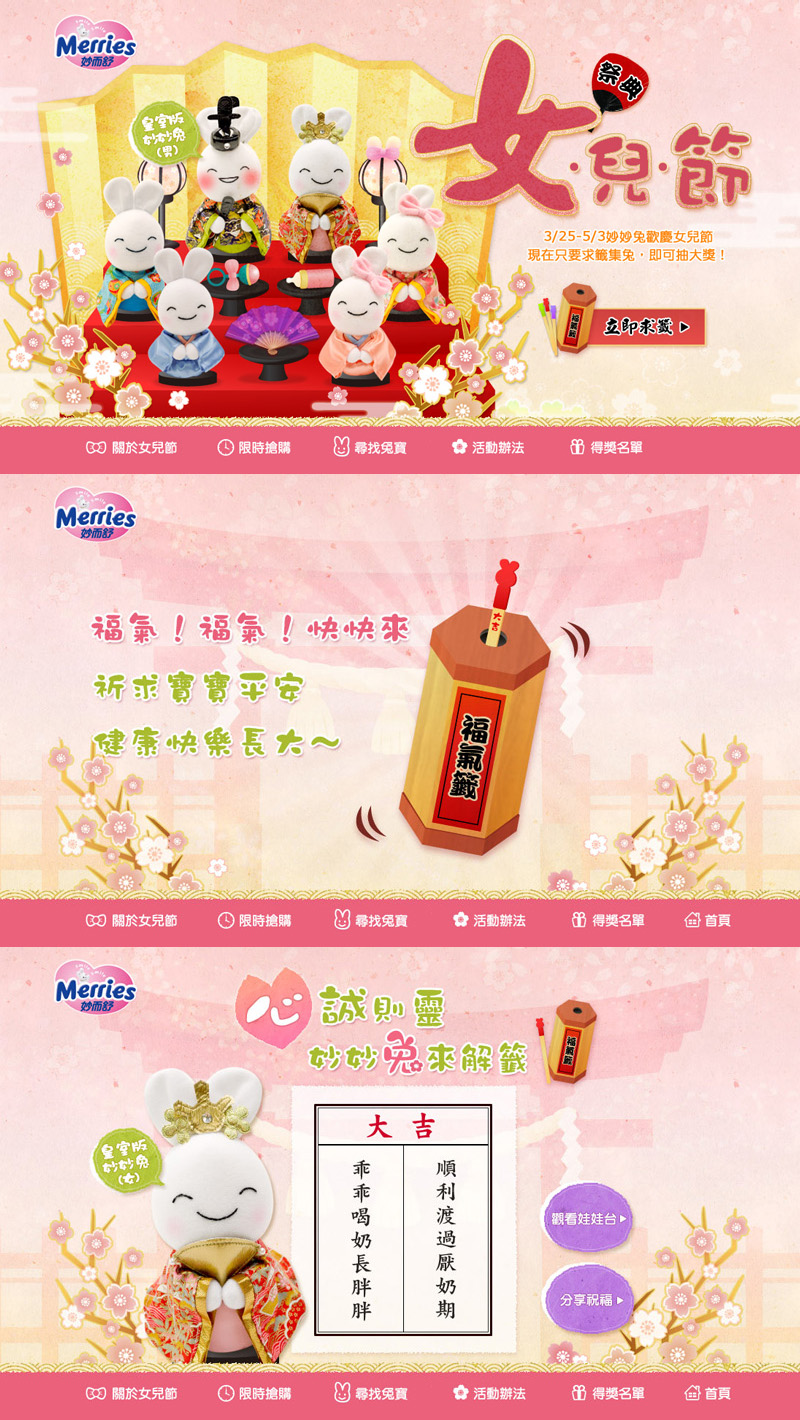 Merries
妙而舒
皇室版
妙妙兔
(男)
祭典
女·兒·節
3/25-5/3妙妙兔歡慶女兒節
現在只要求籤集兔，即可抽大獎！
福氣籤
立即求籤
關於女兒節 限時搶購 尋找兔寶 活動辦法 得獎名單
Merries
妙而舒
大吉
福氣！福氣！快快來
祈求寶寶平安
健康快樂長大～
福氣籤
關於女兒節 限時搶購 尋找兔寶 活動辦法 得獎名單 首頁
Merries
妙而舒
心誠則靈
妙妙兔來解籤
福氣籤
皇室版
妙妙兔
(女)
大吉
順利渡過厭奶期
乖乖喝奶長胖胖
觀看娃娃台
分享祝福
關於女兒節 限時搶購 尋找兔寶 活動辦法 得獎名單 首頁